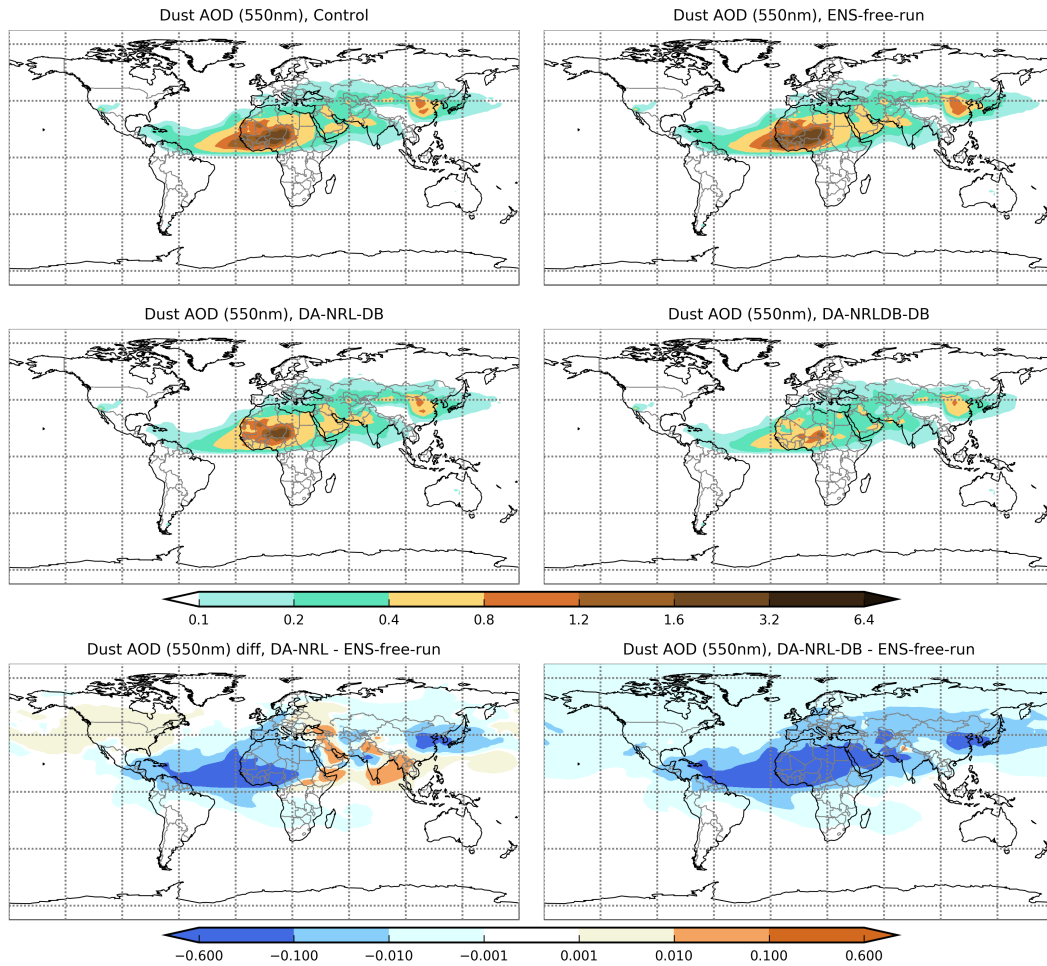 Dust AOD (550nm), Control
Dust AOD (550nm), ENS-free-run
Dust AOD (550nm), DA-NRL-DB
Dust AOD (550nm), DA-NRLDB-DB
0.1 0.2 0.4 0.8 1.2 1.6 3.2 6.4
Dust AOD (550nm) diff, DA-NRL - ENS-free-run
Dust AOD (550nm), DA-NRL-DB - ENS-free-run
−0.600 −0.100 −0.010 −0.001 0.001 0.010 0.100 0.600